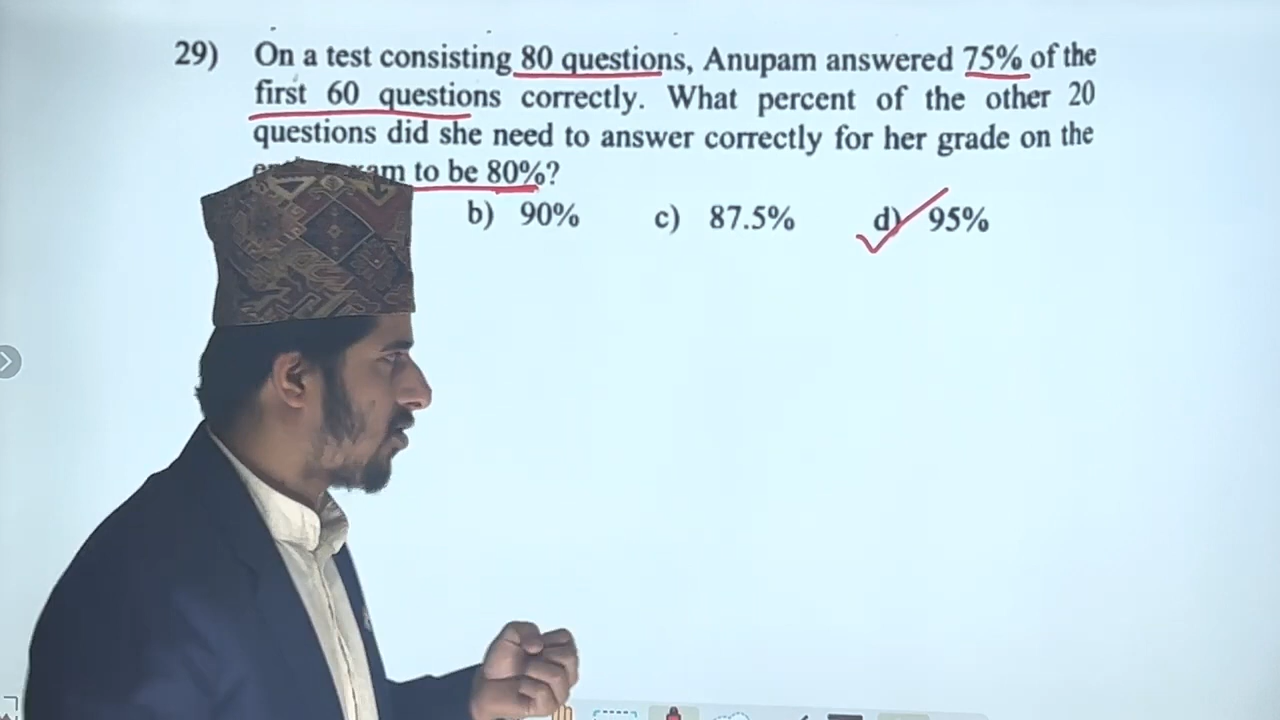 29) On a test consisting 80 questions, Anupam answered 75% of the
first 60 questions correctly. What percent of the other 20
questions did she need to answer correctly for her grade on the
to be 80%?
b) 90% c) 87.5% d) 95%